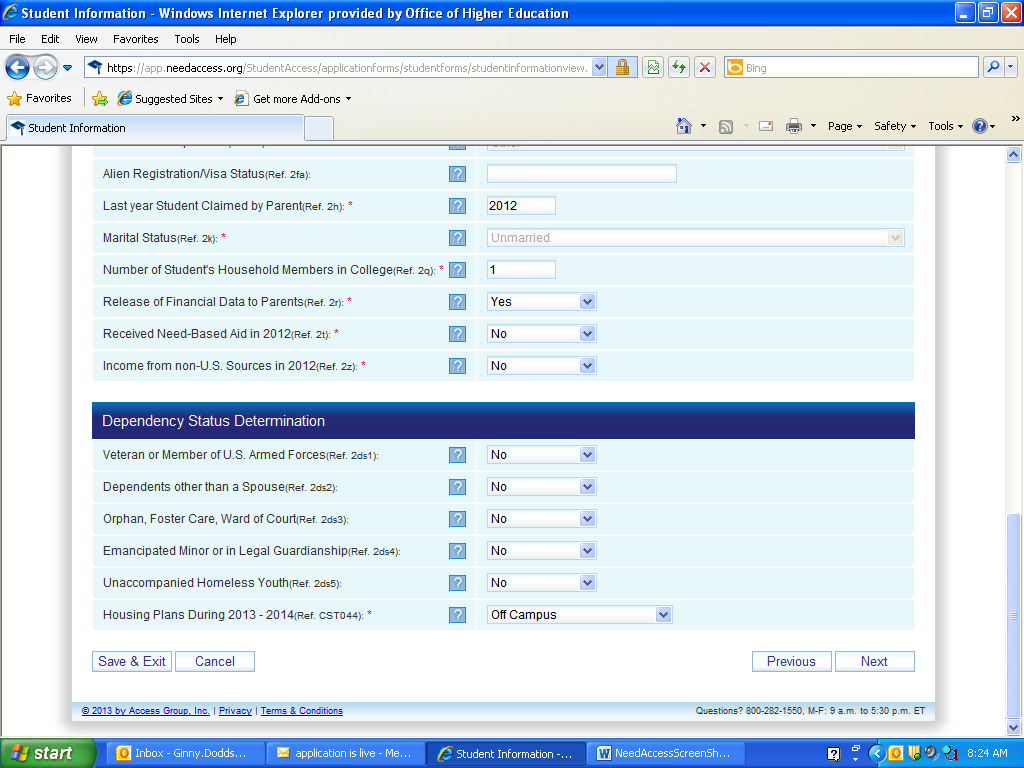 Student Information - Windows Internet Explorer provided by Office of Higher Education
File Edit View Favorites Tools Help
https://app.needaccess.org/StudentAccess/applicationforms/studentforms/studentinformationview. Bing
Favorites Suggested Sites Get more Add-ons
Student Information Page Safety Tools »
Alien Registration/Visa Status(Ref. 2fa): ?
Last year Student Claimed by Parent(Ref. 2h): * ? 2012
Marital Status(Ref. 2k): * ? Unmarried
Number of Student's Household Members in College(Ref. 2q): * ? 1
Release of Financial Data to Parents(Ref. 2r): * ? Yes
Received Need-Based Aid in 2012(Ref. 2t): * ? No
Income from non-U.S. Sources in 2012(Ref. 2z): * ? No
Dependency Status Determination
Veteran or Member of U.S. Armed Forces(Ref. 2ds1): ? No
Dependents other than a Spouse(Ref. 2ds2): ? No
Orphan, Foster Care, Ward of Court(Ref. 2ds3): ? No
Emancipated Minor or in Legal Guardianship(Ref. 2ds4): ? No
Unaccompanied Homeless Youth(Ref. 2ds5): ? No
Housing Plans During 2013 - 2014(Ref. CST044): * ? Off Campus
Save & Exit Cancel Previous Next
© 2013 by Access Group, Inc. | Privacy | Terms & Conditions Questions? 800-282-1550, M-F: 9 a.m. to 5:30 p.m. ET
start Inbox - Ginny.Dodds... application is live - Me... Student Information -... NeedAccessScreenSh... 8:24 AM